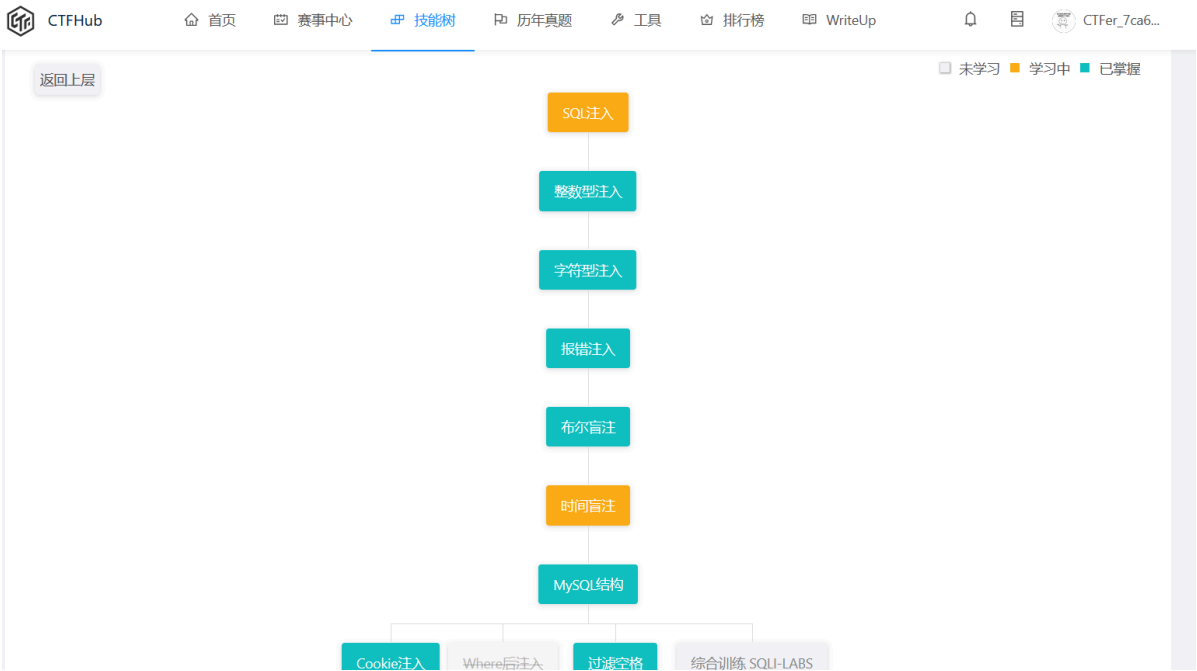 CTFHub 首页 赛事中心 技能树 历年真题 工具 排行榜 WriteUp CTFer_7ca6...
返回上层 未学习 学习中 已掌握
SQL注入
整数型注入
字符型注入
报错注入
布尔盲注
时间盲注
MySQL结构
Cookie注入 Where后注入 过滤空格 综合训练 SQLI-LABS